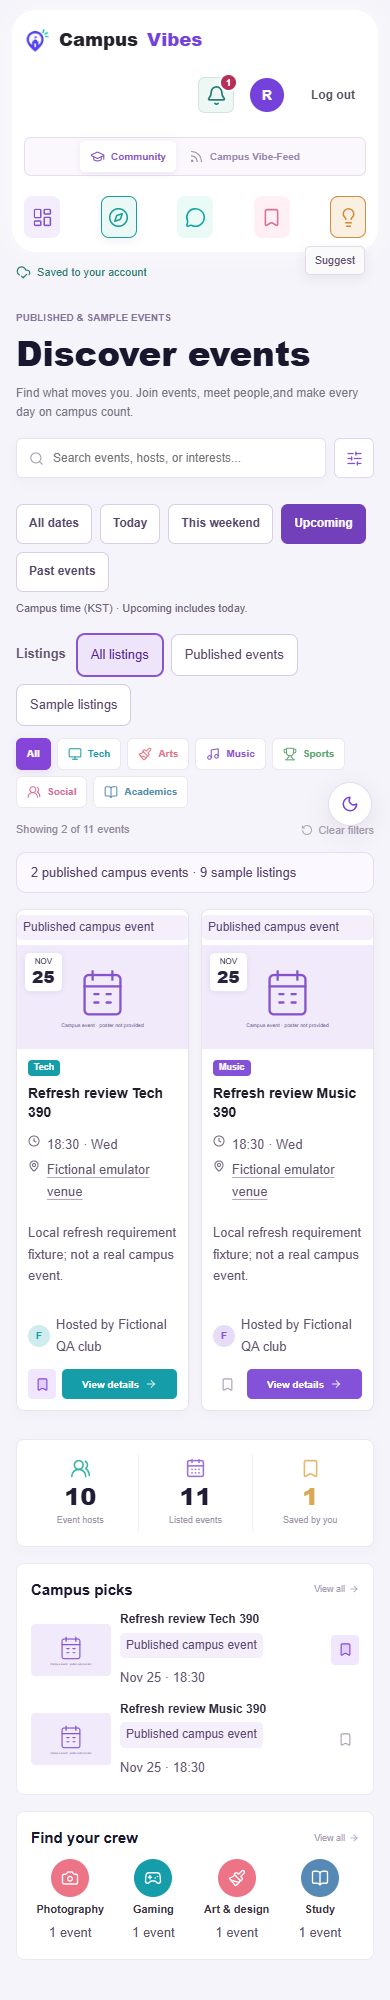 Campus Vibes
1
R
Log out
Community
Campus Vibe-Feed
Suggest
Saved to your account
PUBLISHED & SAMPLE EVENTS
Discover events
Find what moves you. Join events, meet people,and make every
day on campus count.
Search events, hosts, or interests...
All dates
Today
This weekend
Upcoming
Past events
Campus time (KST) · Upcoming includes today.
Listings
All listings
Published events
Sample listings
All
Tech
Arts
Music
Sports
Social
Academics
Showing 2 of 11 events
Clear filters
2 published campus events · 9 sample listings
Published campus event
NOV
25
Campus event · poster not provided
Tech
Refresh review Tech
390
18:30 · Wed
Fictional emulator
venue
Local refresh requirement
fixture; not a real campus
event.
F
Hosted by Fictional
QA club
View details
Published campus event
NOV
25
Campus event · poster not provided
Music
Refresh review Music
390
18:30 · Wed
Fictional emulator
venue
Local refresh requirement
fixture; not a real campus
event.
F
Hosted by Fictional
QA club
View details
10
Event hosts
11
Listed events
1
Saved by you
Campus picks
View all
Refresh review Tech 390
Published campus event
Nov 25 · 18:30
Refresh review Music 390
Published campus event
Nov 25 · 18:30
Find your crew
View all
Photography
1 event
Gaming
1 event
Art & design
1 event
Study
1 event